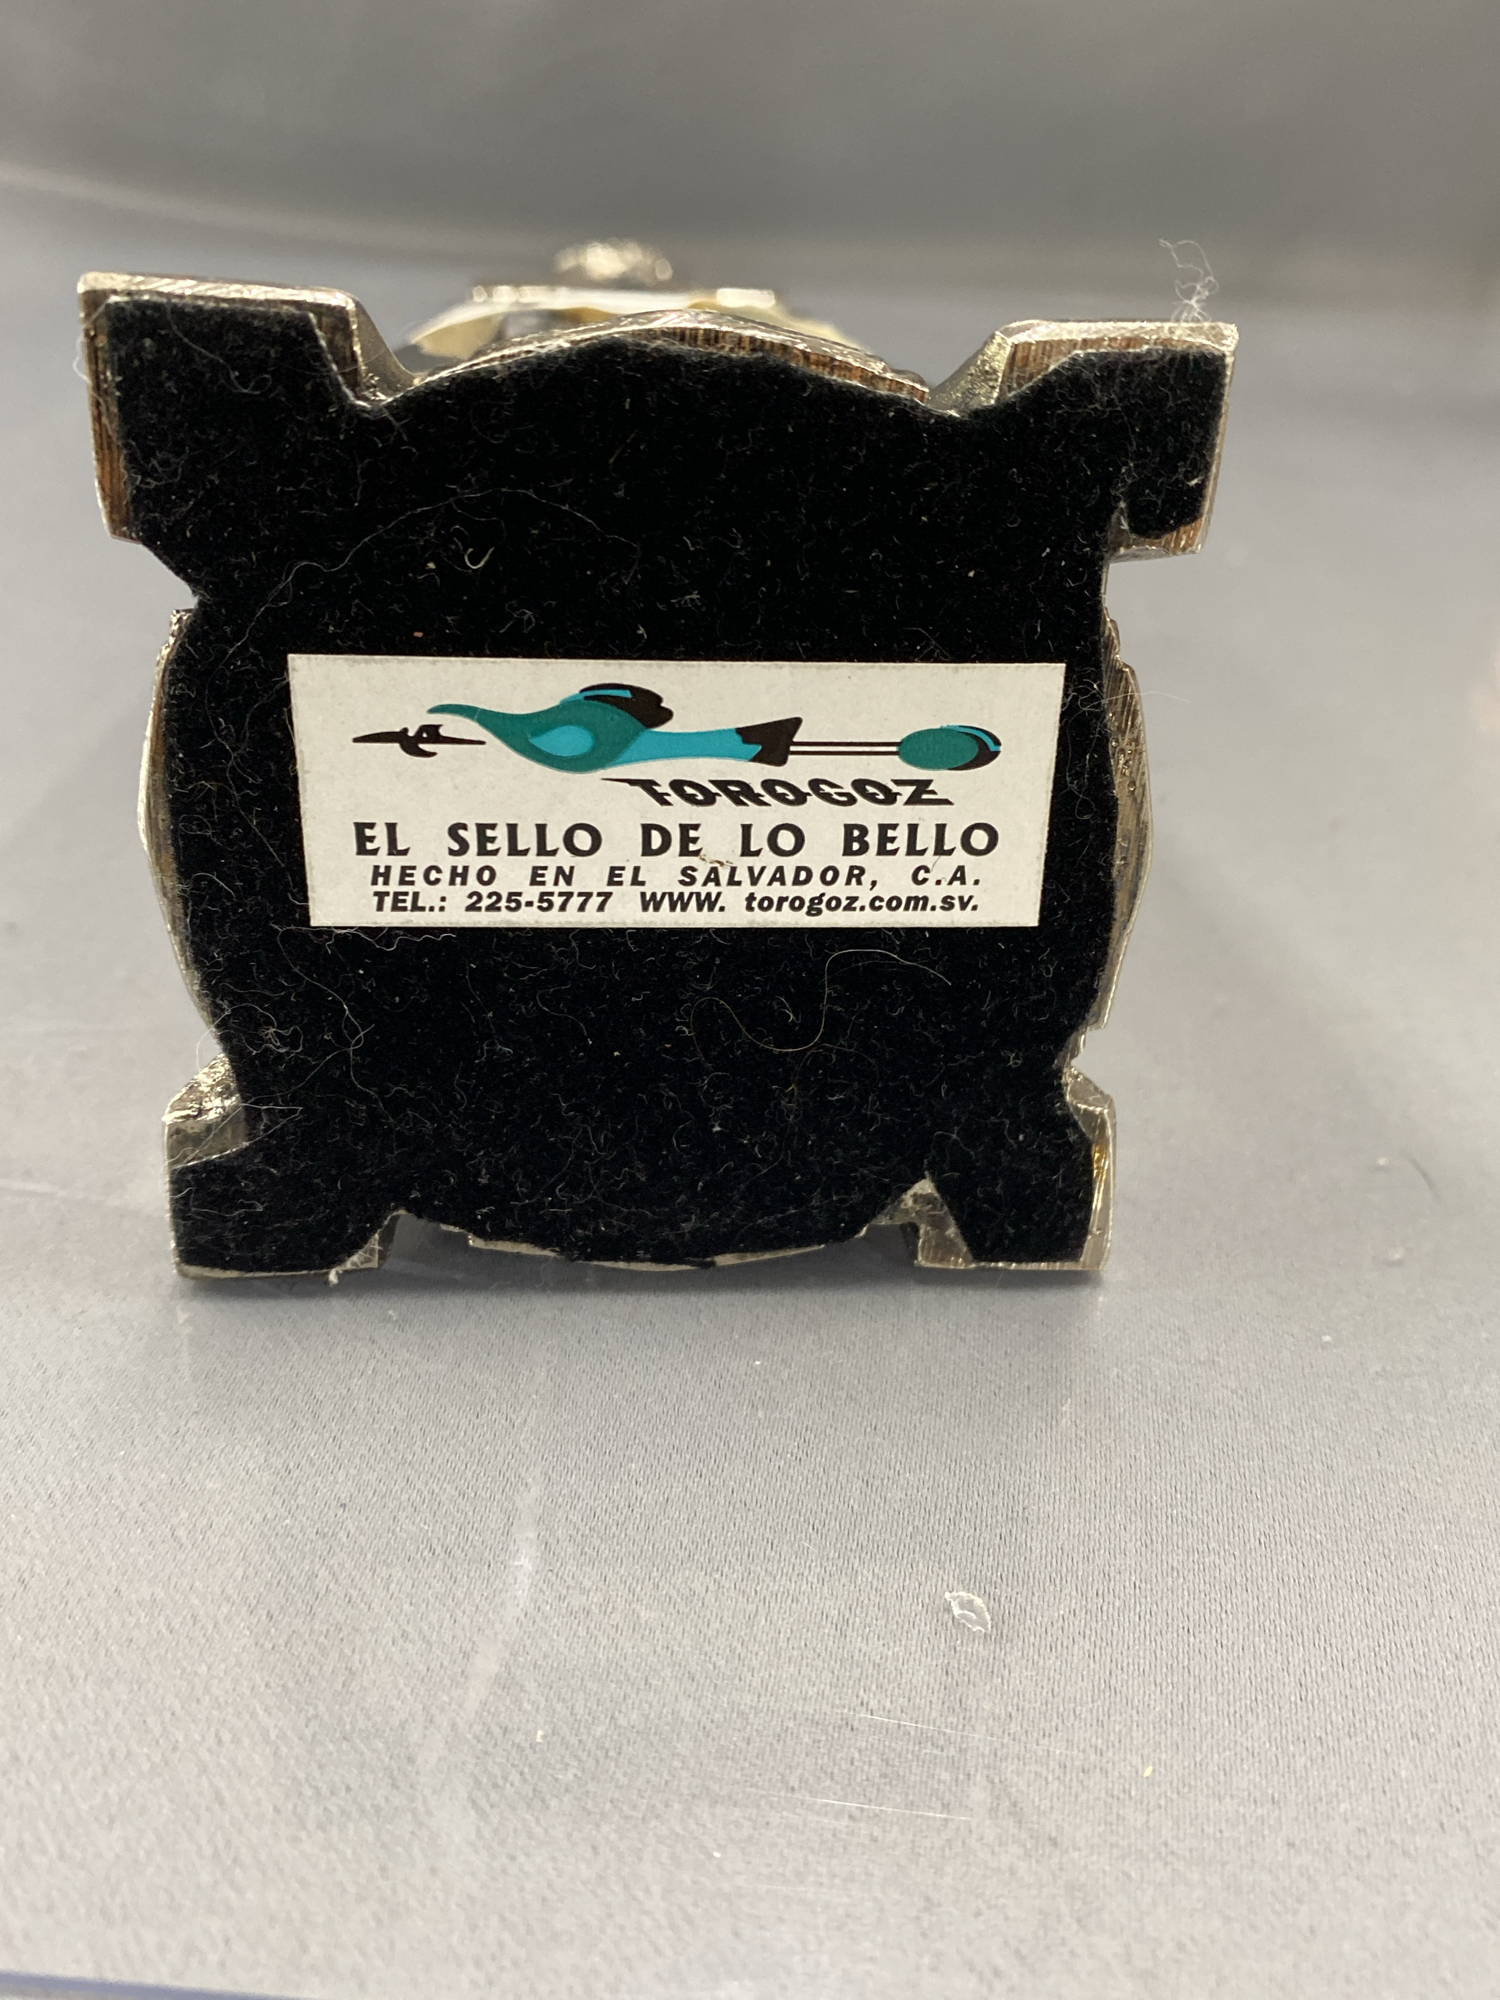 TOROGOZ
EL SELLO DE LO BELLO
HECHO EN EL SALVADOR, C.A.
TEL.: 225-5777 WWW. torogoz.com.sv.